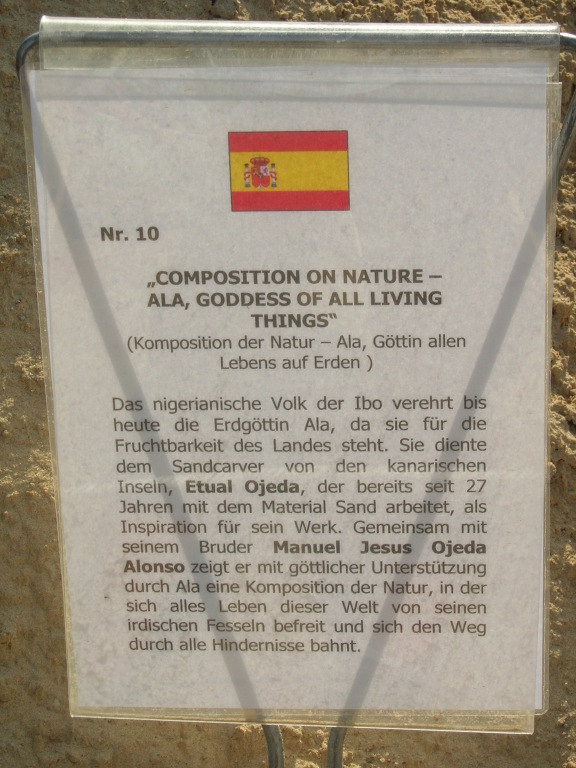 Nr. 10
„COMPOSITION ON NATURE –
ALA, GODDESS OF ALL LIVING
THINGS“
(Komposition der Natur – Ala, Göttin allen
Lebens auf Erden )
Das nigerianische Volk der Ibo verehrt bis
heute die Erdgöttin Ala, da sie für die
Fruchtbarkeit des Landes steht. Sie diente
dem Sandcarver von den kanarischen
Inseln, Etual Ojeda, der bereits seit 27
Jahren mit dem Material Sand arbeitet, als
Inspiration für sein Werk. Gemeinsam mit
seinem Bruder Manuel Jesus Ojeda
Alonso zeigt er mit göttlicher Unterstützung
durch Ala eine Komposition der Natur, in der
sich alles Leben dieser Welt von seinen
irdischen Fesseln befreit und sich den Weg
durch alle Hindernisse bahnt.